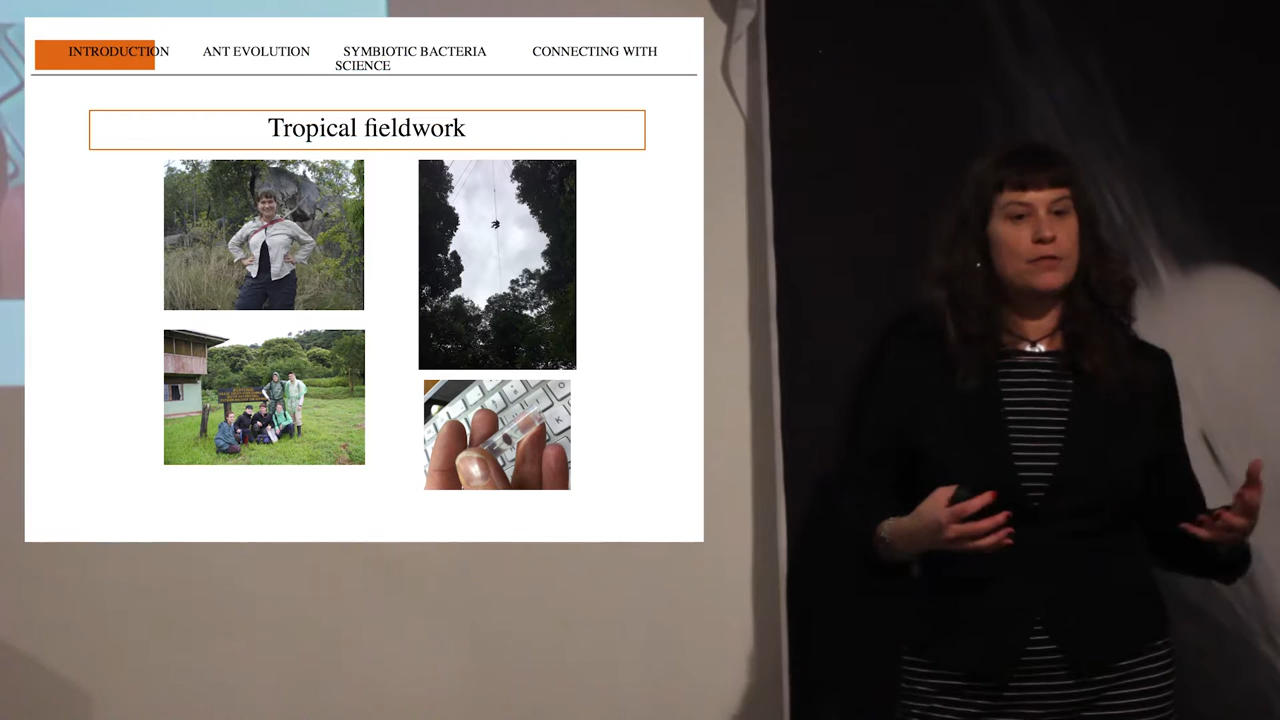 INTRODUCTION ANT EVOLUTION SYMBIOTIC BACTERIA CONNECTING WITH
SCIENCE
Tropical fieldwork
K